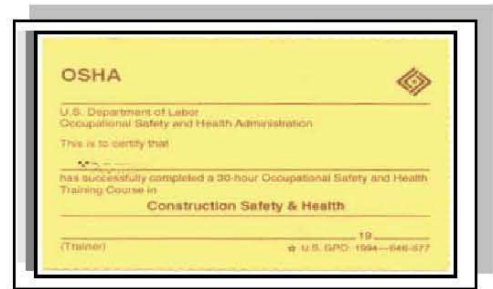 OSHA
U.S. Department of Labor
Occupational Safety and Health Administration
This is to certify that
has successfully completed a 30-hour Occupational Safety and Health
Training Course in
Construction Safety & Health
19
(Trainer) ☆ U.S. GPO: 1994—646-677